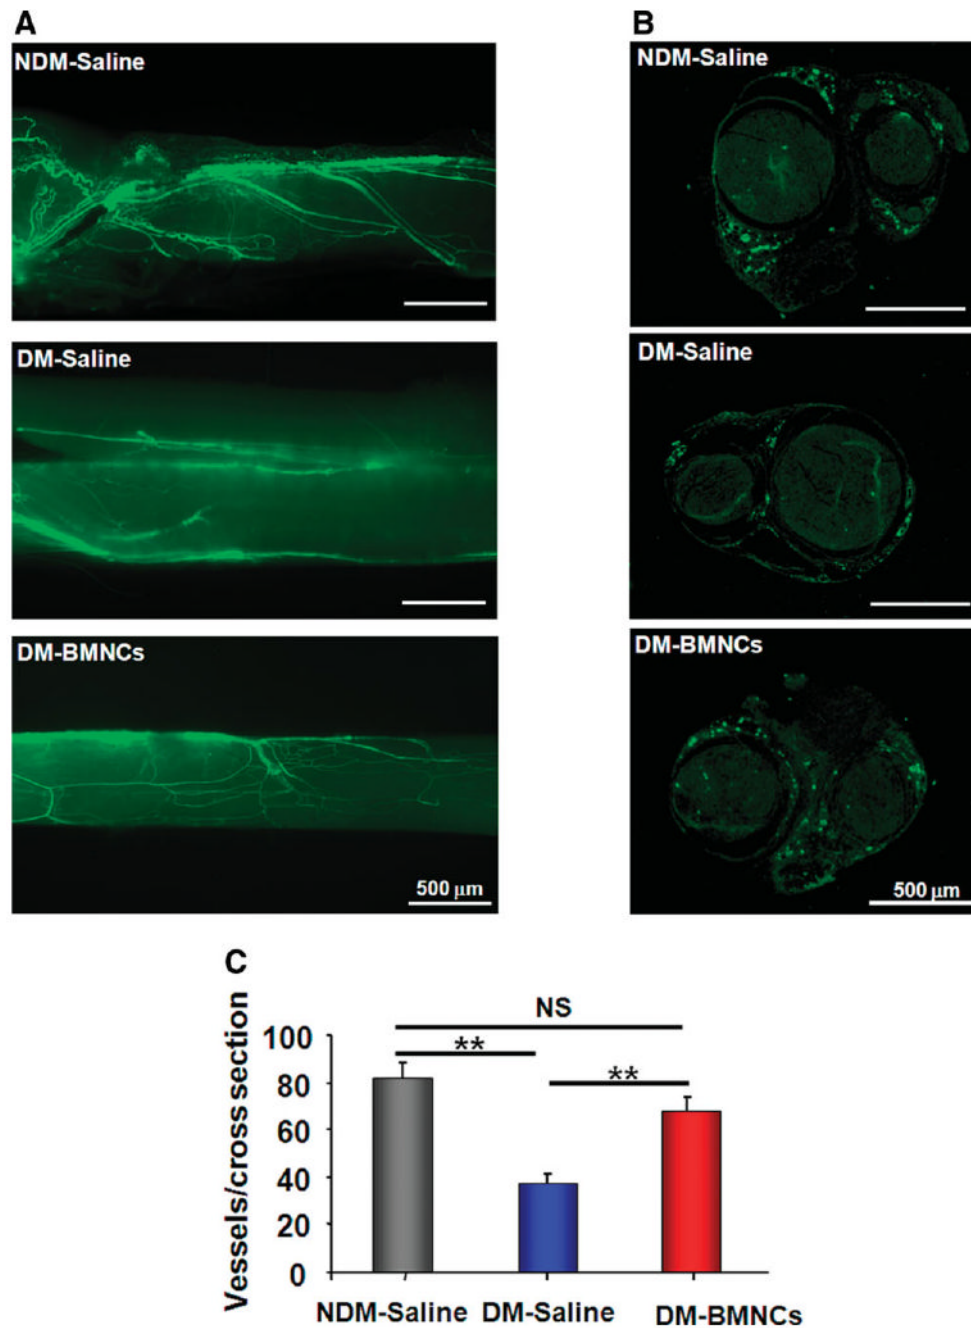 A
B
NDM-Saline
NDM-Saline
DM-Saline
DM-Saline
DM-BMNCs
DM-BMNCs
500 μm
500 μm
C
Vessels/cross section
NS
**
**
100
80
60
40
20
0
NDM-Saline DM-Saline DM-BMNCs